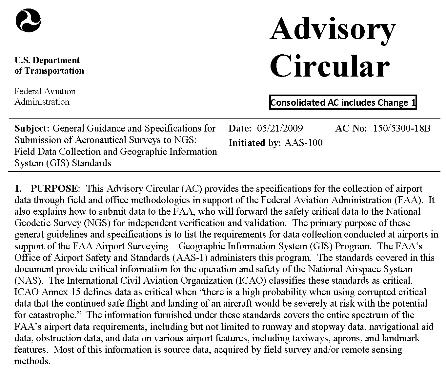 Advisory
Circular
U.S. Department
of Transportation
Federal Aviation
Administration
Consolidated AC includes Change 1
Subject: General Guidance and Specifications for
Submission of Aeronautical Surveys to NGS:
Field Data Collection and Geographic Information
System (GIS) Standards
Date: 05/21/2009
Initiated by: AAS-100
AC No: 150/5300-18B
1. PURPOSE: This Advisory Circular (AC) provides the specifications for the collection of airport
data through field and office methodologies in support of the Federal Aviation Administration (FAA). It
also explains how to submit data to the FAA, who will forward the safety critical data to the National
Geodetic Survey (NGS) for independent verification and validation. The primary purpose of these
general guidelines and specifications is to list the requirements for data collection conducted at airports in
support of the FAA Airport Surveying – Geographic Information System (GIS) Program. The FAA's
Office of Airport Safety and Standards (AAS-1) administers this program. The standards covered in this
document provide critical information for the operation and safety of the National Airspace System
(NAS). The International Civil Aviation Organization (ICAO) classifies these standards as critical.
ICAO Annex 15 defines data as critical when "there is a high probability when using corrupted critical
data that the continued safe flight and landing of an aircraft would be severely at risk with the potential
for catastrophe." The information furnished under these standards covers the entire spectrum of the
FAA's airport data requirements, including but not limited to runway and stopway data, navigational aid
data, obstruction data, and data on various airport features, including taxiways, aprons, and landmark
features. Most of this information is source data, acquired by field survey and/or remote sensing
methods.